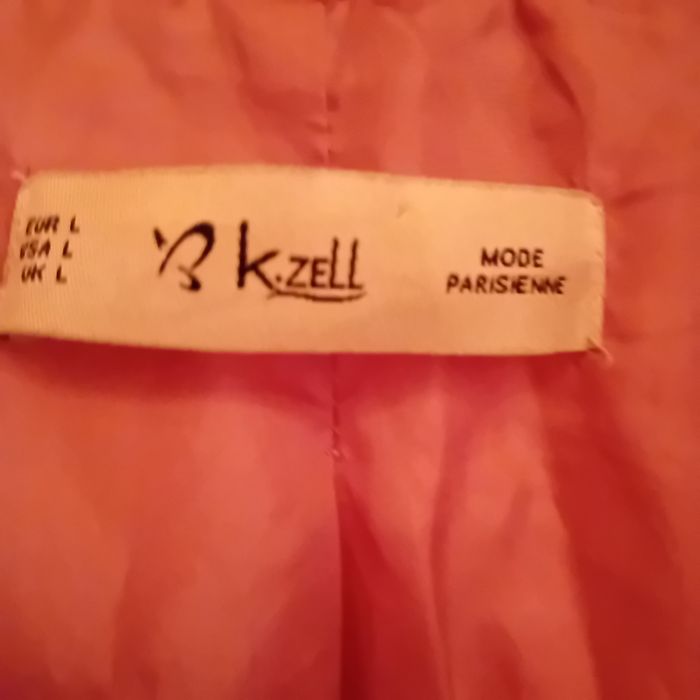 EUR L
USA L
UK L
K.ZELL
MODE
PARISIENNE